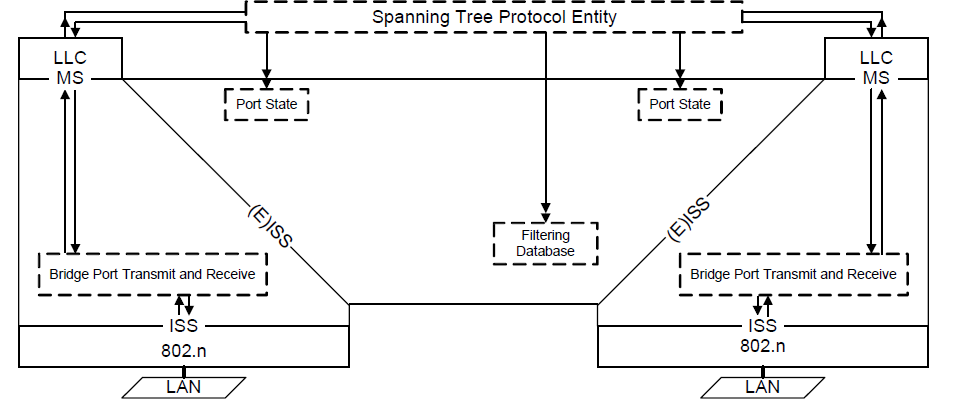 Spanning Tree Protocol Entity
LLC
MS
LLC
MS
Port State
Port State
(E)ISS
(E)ISS
Filtering
Database
Bridge Port Transmit and Receive
Bridge Port Transmit and Receive
ISS
802.n
ISS
802.n
LAN
LAN